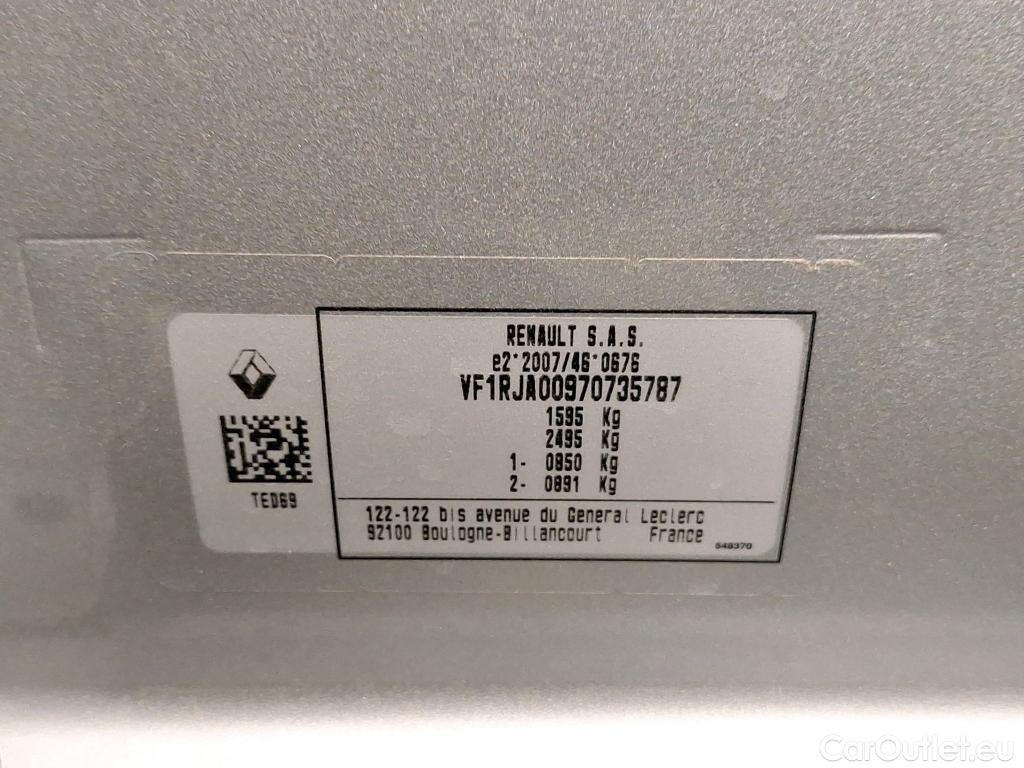 RENAULT S.A.S.
e2*2007/46*0676
VF1RJA00970735787
1595 Kg
2495 Kg
1- 0850 Kg
2- 0891 Kg
TED69
122-122 bis avenue du General Leclerc
92100 Boulogne-Billancourt France
548370
CarOutlet.eu